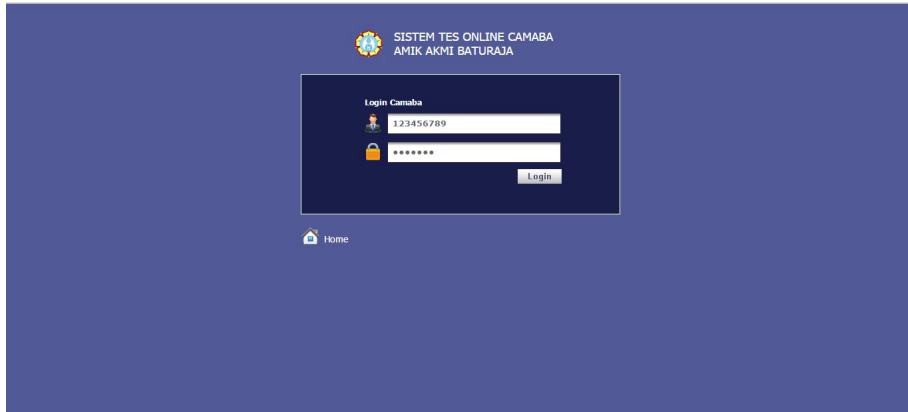 SISTEM TES ONLINE CAMABA
AMIK AKMI BATURAJA
Login Camaba
123456789
•••••••
Login
Home